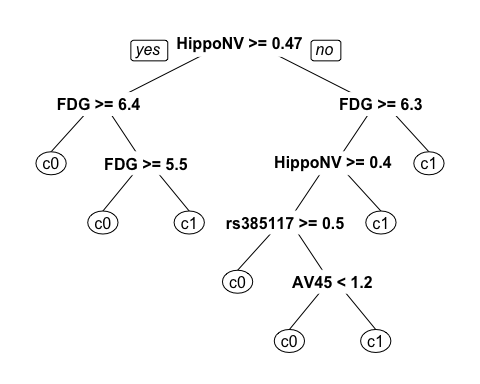 yes HippoNV >= 0.47 no
FDG >= 6.4 FDG >= 6.3
c0 FDG >= 5.5 HippoNV >= 0.4 c1
c0 c1 rs385117 >= 0.5 c1
c0 AV45 < 1.2
c0 c1